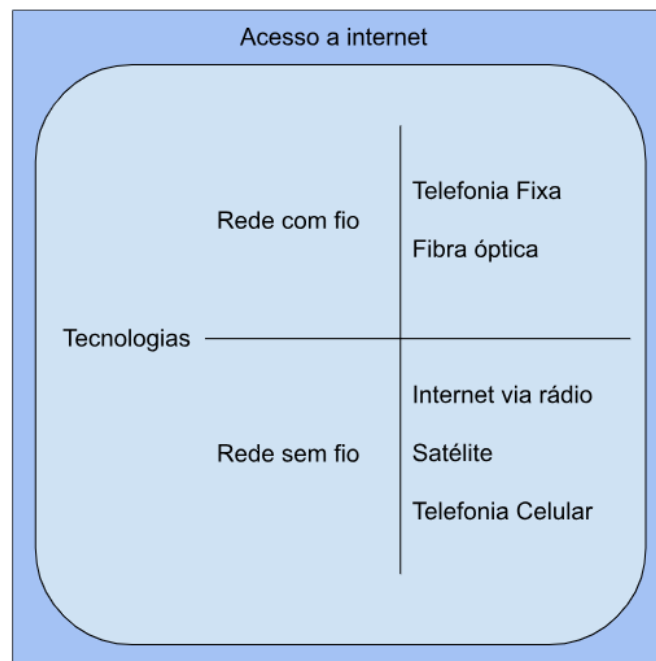 Acesso a internet
Rede com fio
Telefonia Fixa
Fibra óptica
Tecnologias
Rede sem fio
Internet via rádio
Satélite
Telefonia Celular